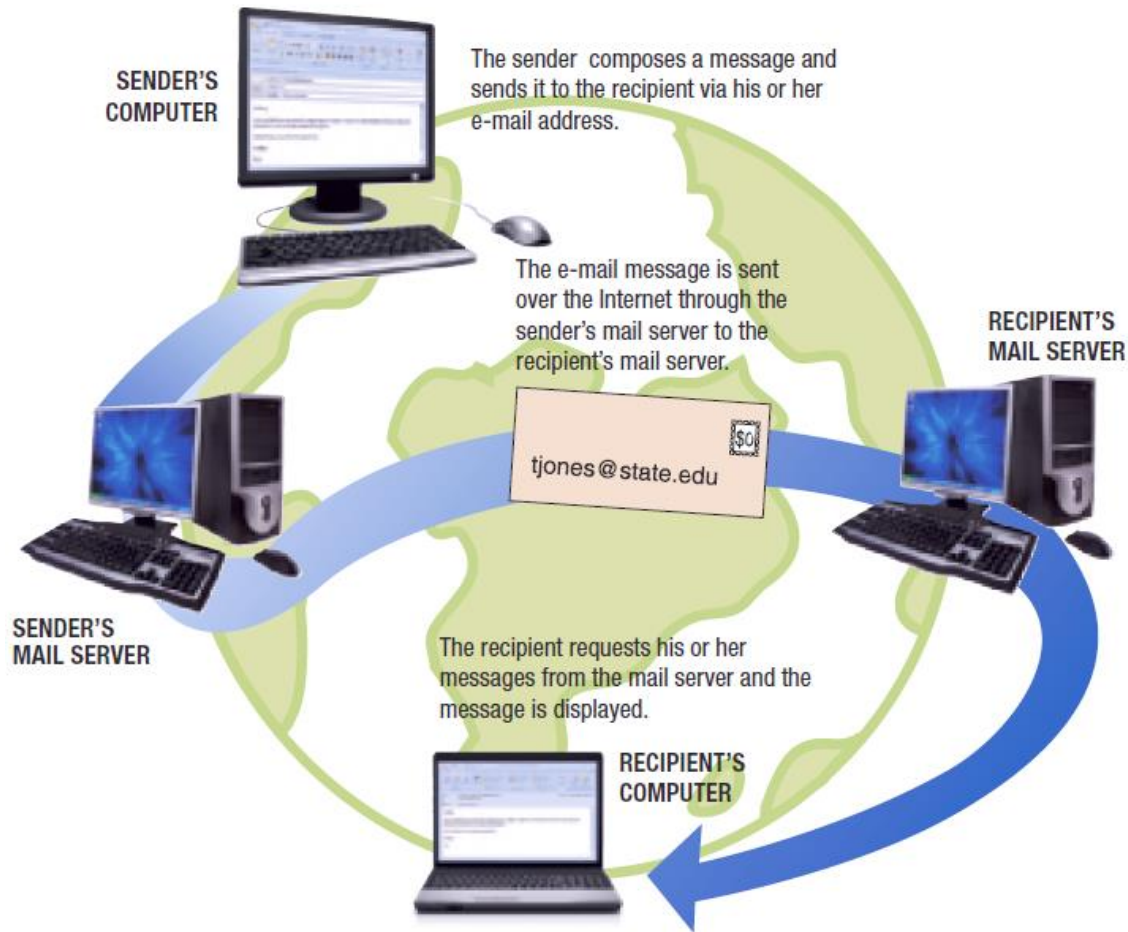 SENDER'S
COMPUTER
The sender composes a message and
sends it to the recipient via his or her
e-mail address.
The e-mail message is sent
over the Internet through the
sender's mail server to the
recipient's mail server.
RECIPIENT'S
MAIL SERVER
$0
tjones@state.edu
SENDER'S
MAIL SERVER
The recipient requests his or her
messages from the mail server and the
message is displayed.
RECIPIENT'S
COMPUTER